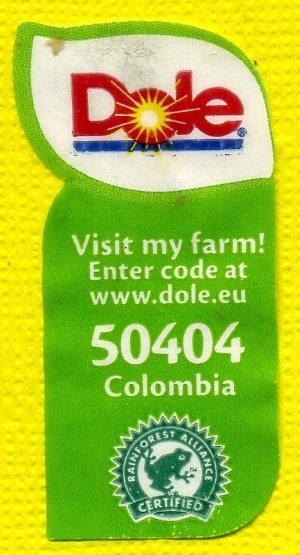 Dole®
Visit my farm!
Enter code at
www.dole.eu
50404
Colombia
RAINFOREST ALLIANCE
CERTIFIED